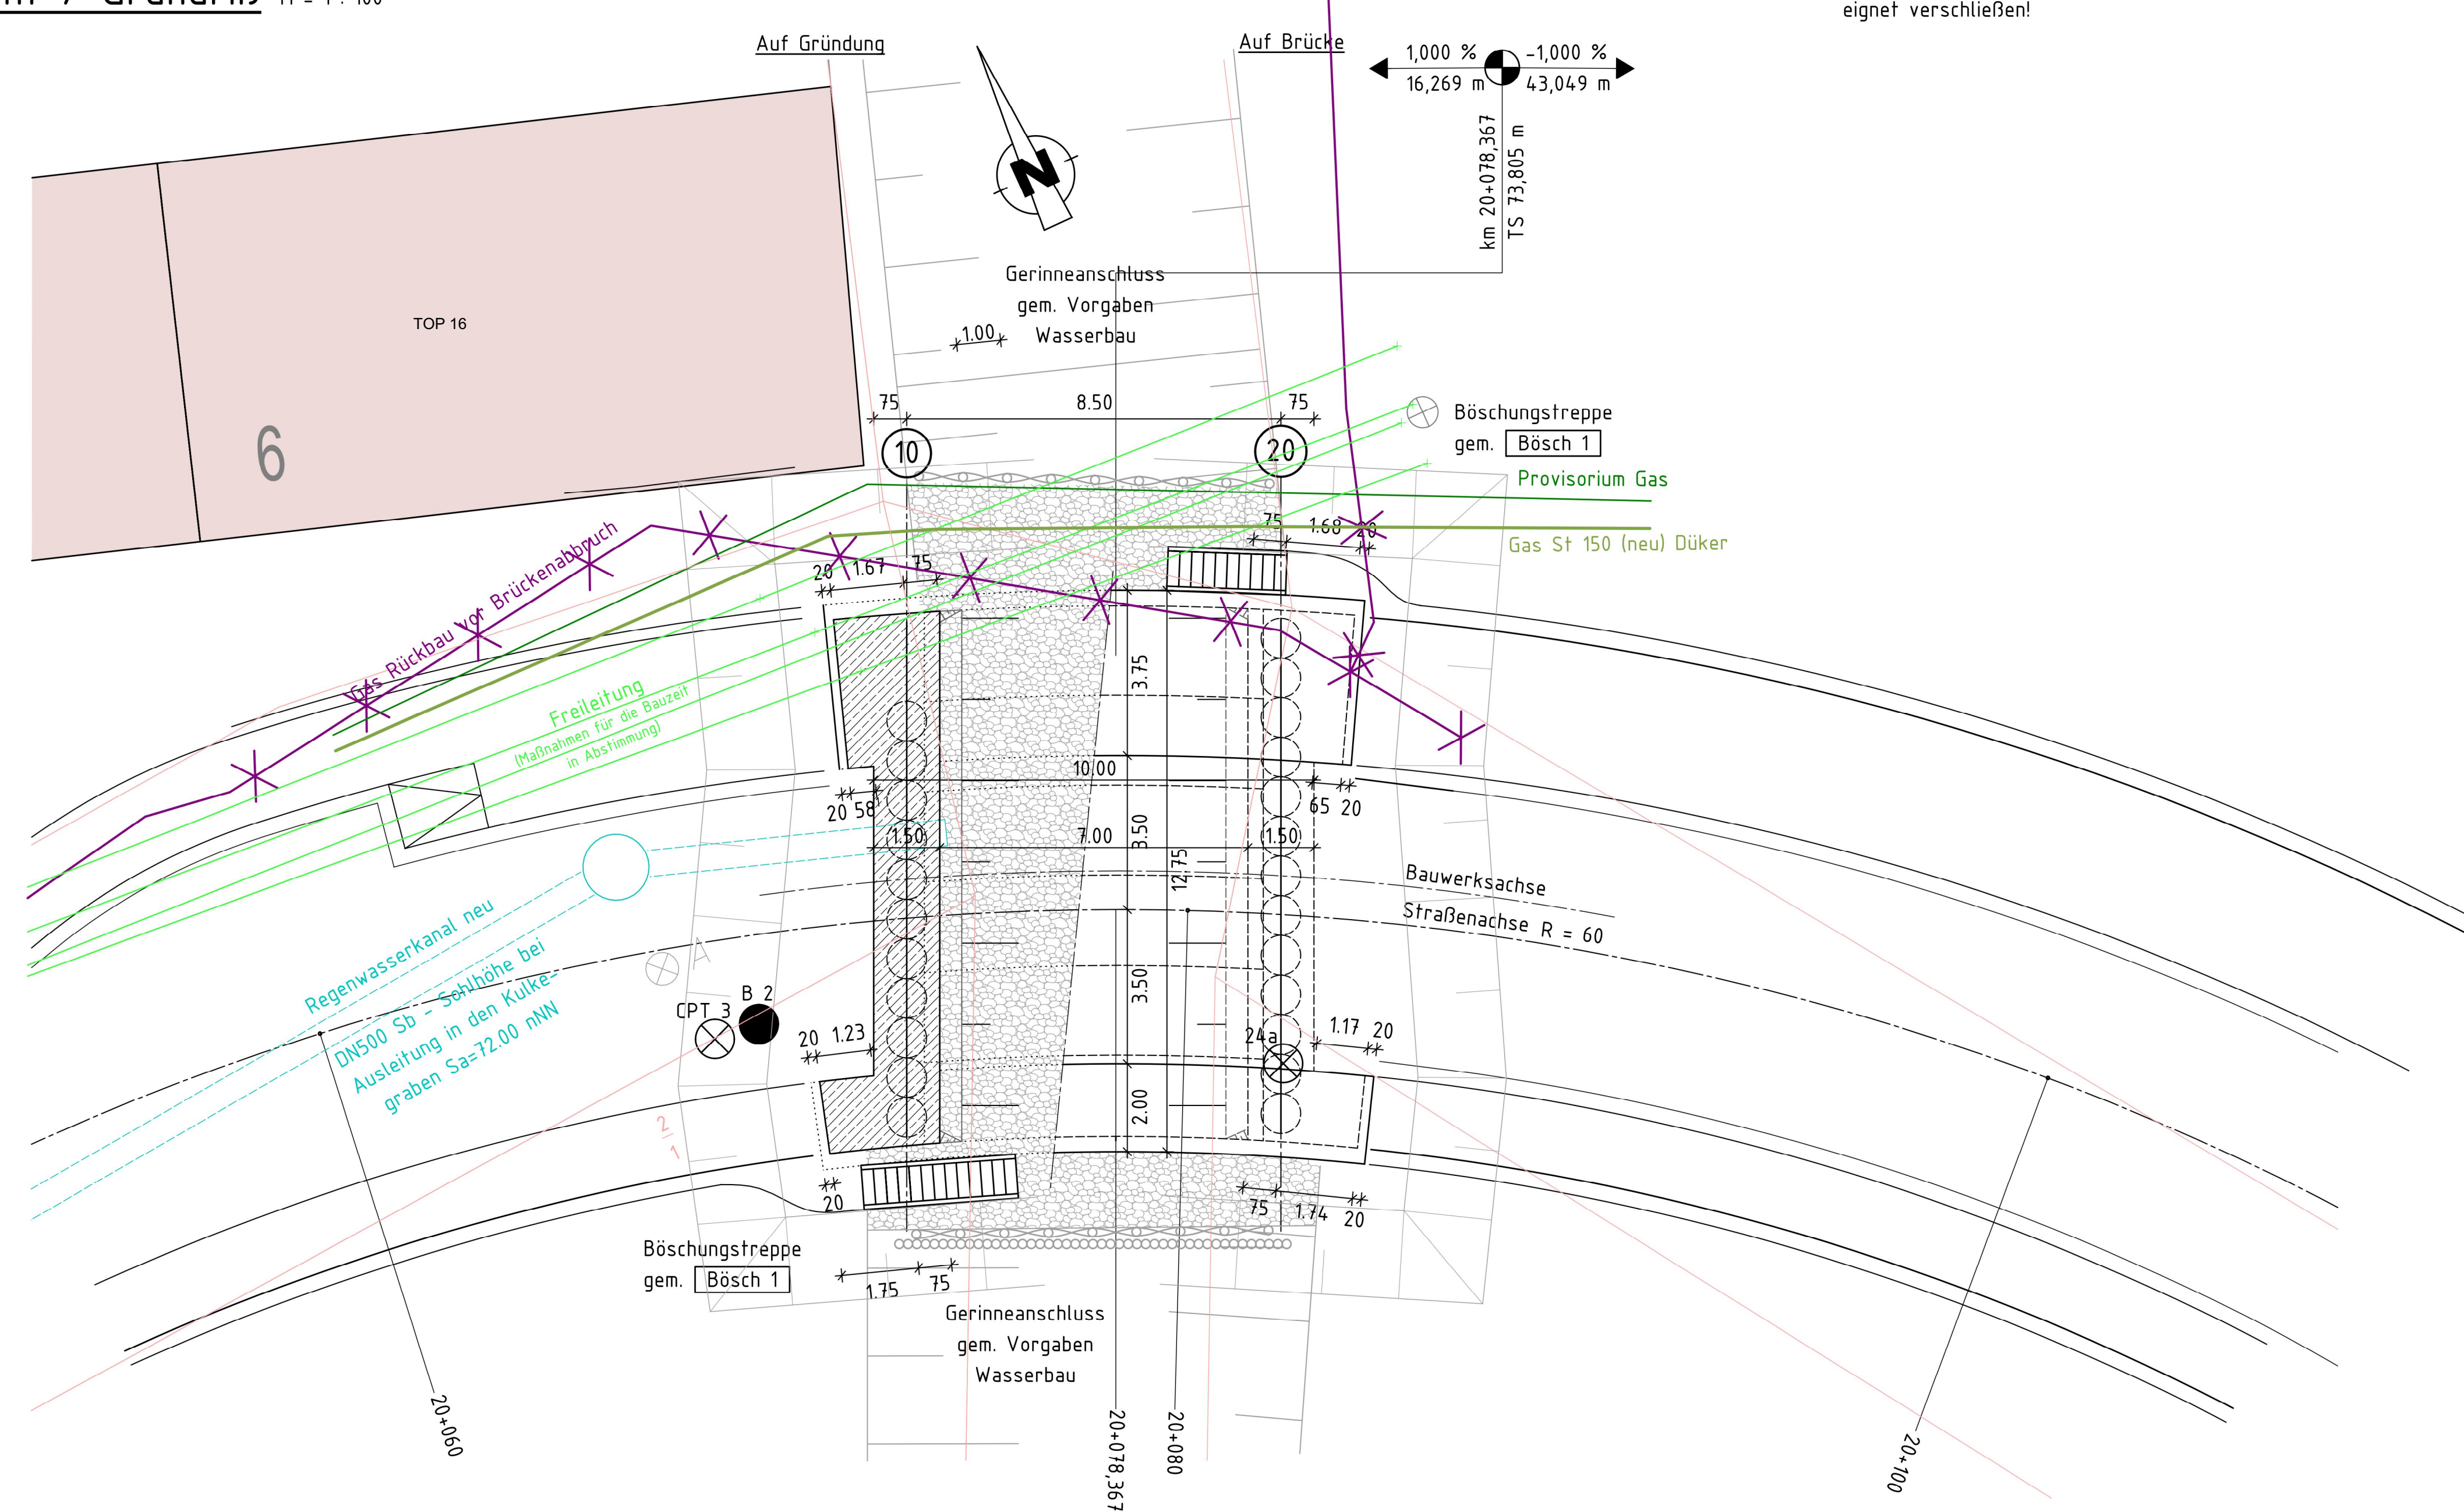 M = 1 : 100
eignet verschließen!
Auf Gründung
Auf Brücke
1,000 %
-1,000 %
16,269 m
43,049 m
km 20+078,367
TS 73,805 m
N
TOP 16
6
Gerinneanschluss
gem. Vorgaben
Wasserbau
1.00
75
8.50
75
10
20
Böschungstreppe
gem. Bösch 1
Provisorium Gas
Gas St 150 (neu) Düker
75
1.68
20
20
1.67
75
Gas Rückbau vor Brückenabbruch
Freileitung
(Maßnahmen für die Bauzeit
in Abstimmung)
3.75
10.00
20 58
65 20
1.50
7.00
1.50
3.50
12,75
Bauwerksachse
Straßenachse R = 60
Regenwasserkanal neu
DN500 Sb - Sohlhöhe bei
Ausleitung in den Kulke-
graben Sa=72.00 nNN
A
B 2
CPT 3
3.50
24a
20 1.23
1.17 20
2.00
2
1
20
75
1.74
20
Böschungstreppe
gem. Bösch 1
1.75
75
Gerinneanschluss
gem. Vorgaben
Wasserbau
20+060
20+078,367
20+080
20+100